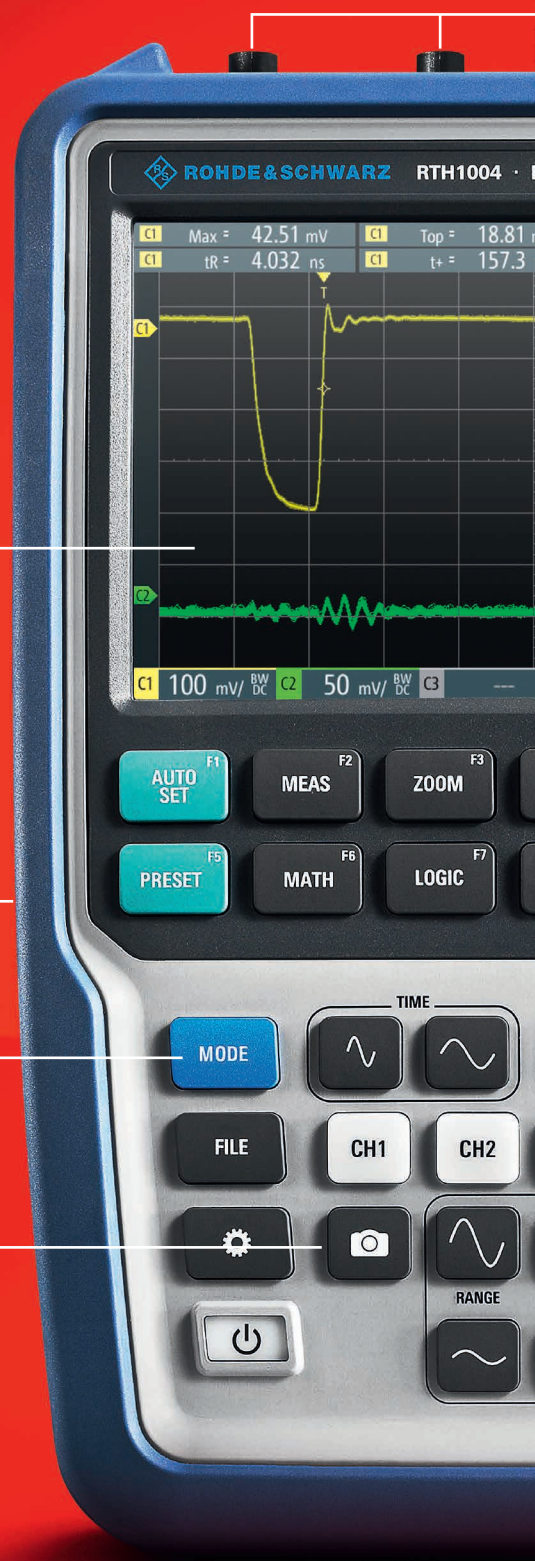 R&S ROHDE&SCHWARZ RTH1004 ·
C1 Max = 42.51 mV C1 Top = 18.81
C1 tR = 4.032 ns C1 t+ = 157.3
T
C1
C2
C1 100 mV/ BW DC C2 50 mV/ BW DC C3 ---
F1 F2 F3
AUTO SET MEAS ZOOM
F5 F6 F7
PRESET MATH LOGIC
TIME
MODE
FILE CH1 CH2
RANGE